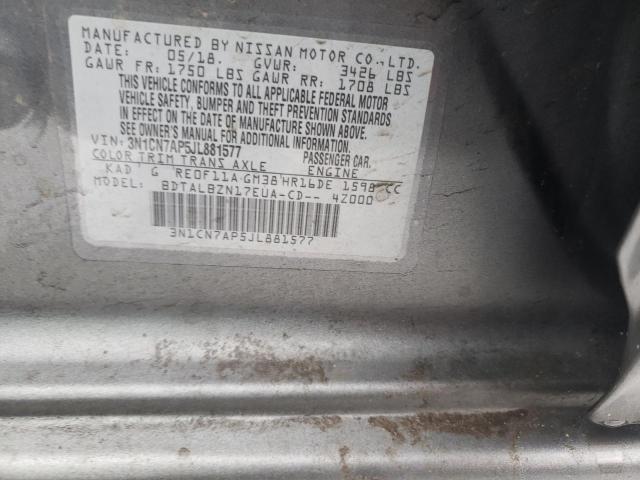 MANUFACTURED BY NISSAN MOTOR CO., LTD.
DATE: 05/18. GVWR: 3426 LBS
GAWR FR: 1750 LBS GAWR RR: 1708 LBS
THIS VEHICLE CONFORMS TO ALL APPLICABLE FEDERAL MOTOR
VEHICLE SAFETY, BUMPER AND THEFT PREVENTION STANDARDS
IN EFFECT ON THE DATE OF MANUFACTURE SHOWN ABOVE.
SEE OWNER'S MANUAL FOR ADDITIONAL INFORMATION.
VIN: 3N1CN7AP5JL881577 PASSENGER CAR.
COLOR TRIM TRANS AXLE ENGINE
KAD G RE0F11A GM38 HR16DE 1598 CC
MODEL: BDTALBZN17EUA-CD-- 4Z000
3N1CN7AP5JL881577